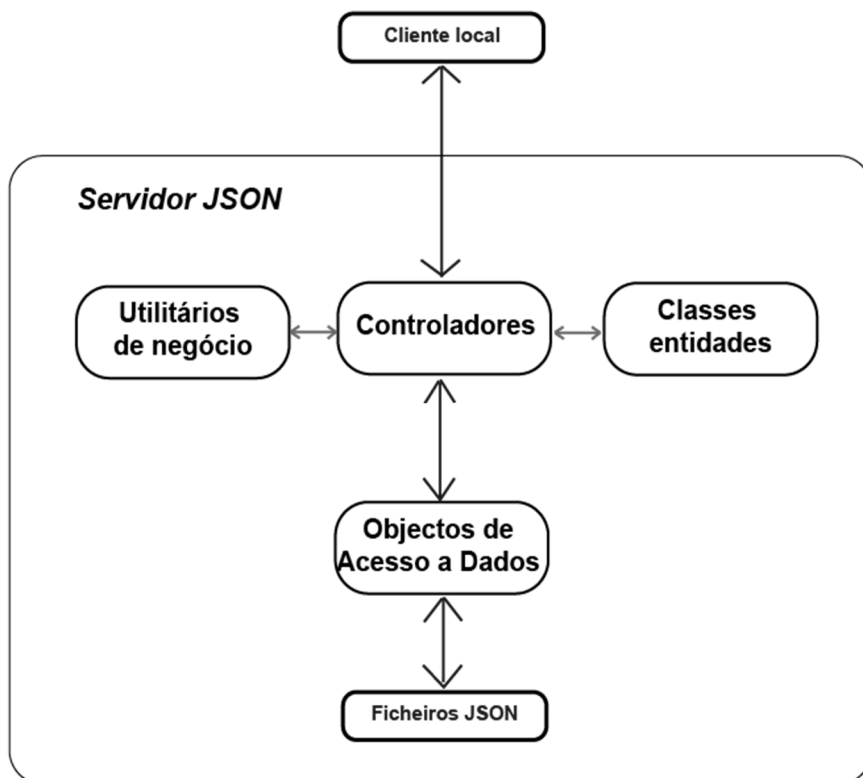 Cliente local
Servidor JSON
Utilitários
de negócio
Controladores
Classes
entidades
Objectos de
Acesso a Dados
Ficheiros JSON